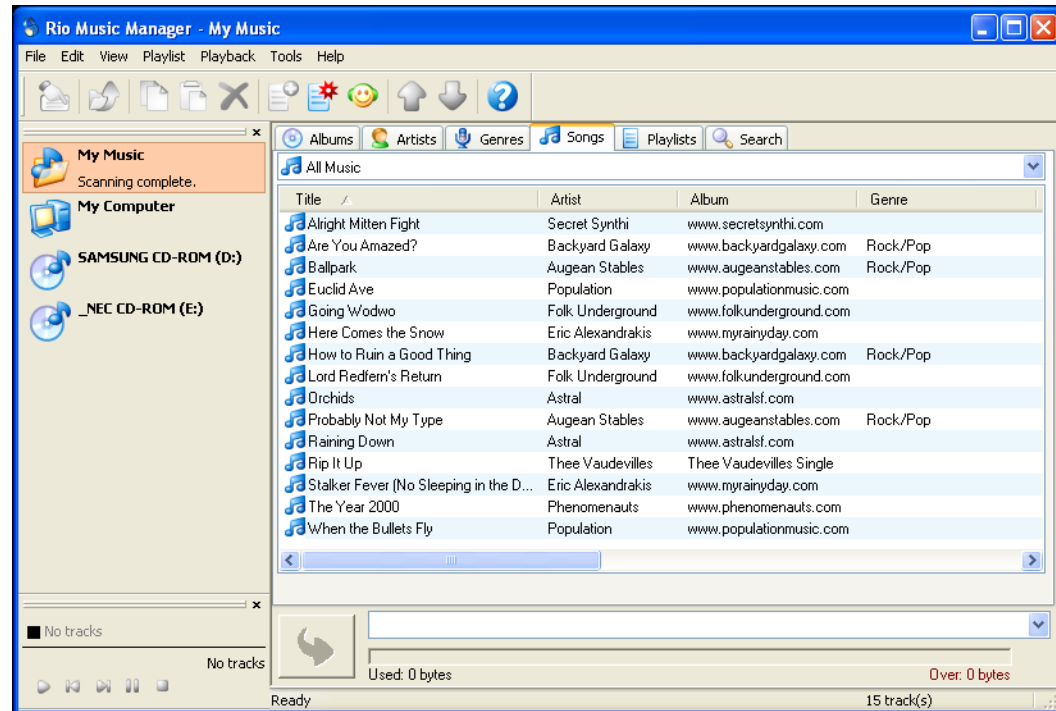 Rio Music Manager - My Music
File Edit View Playlist Playback Tools Help
My Music
Scanning complete.
My Computer
SAMSUNG CD-ROM (D:)
_NEC CD-ROM (E:)
Albums Artists Genres Songs Playlists Search
All Music
Title Artist Album Genre
Alright Mitten Fight Secret Synthi www.secretsynthi.com
Are You Amazed? Backyard Galaxy www.backyardgalaxy.com Rock/Pop
Ballpark Augean Stables www.augeanstables.com Rock/Pop
Euclid Ave Population www.populationmusic.com
Going Wodwo Folk Underground www.folkunderground.com
Here Comes the Snow Eric Alexandrakis www.myrainyday.com
How to Ruin a Good Thing Backyard Galaxy www.backyardgalaxy.com Rock/Pop
Lord Redfern's Return Folk Underground www.folkunderground.com
Orchids Astral www.astralsf.com
Probably Not My Type Augean Stables www.augeanstables.com Rock/Pop
Raining Down Astral www.astralsf.com
Rip It Up Thee Vaudevilles Thee Vaudevilles Single
Stalker Fever (No Sleeping in the D... Eric Alexandrakis www.myrainyday.com
The Year 2000 Phenomenauts www.phenomenauts.com
When the Bullets Fly Population www.populationmusic.com
No tracks
No tracks
Used: 0 bytes Over: 0 bytes
Ready 15 track(s)